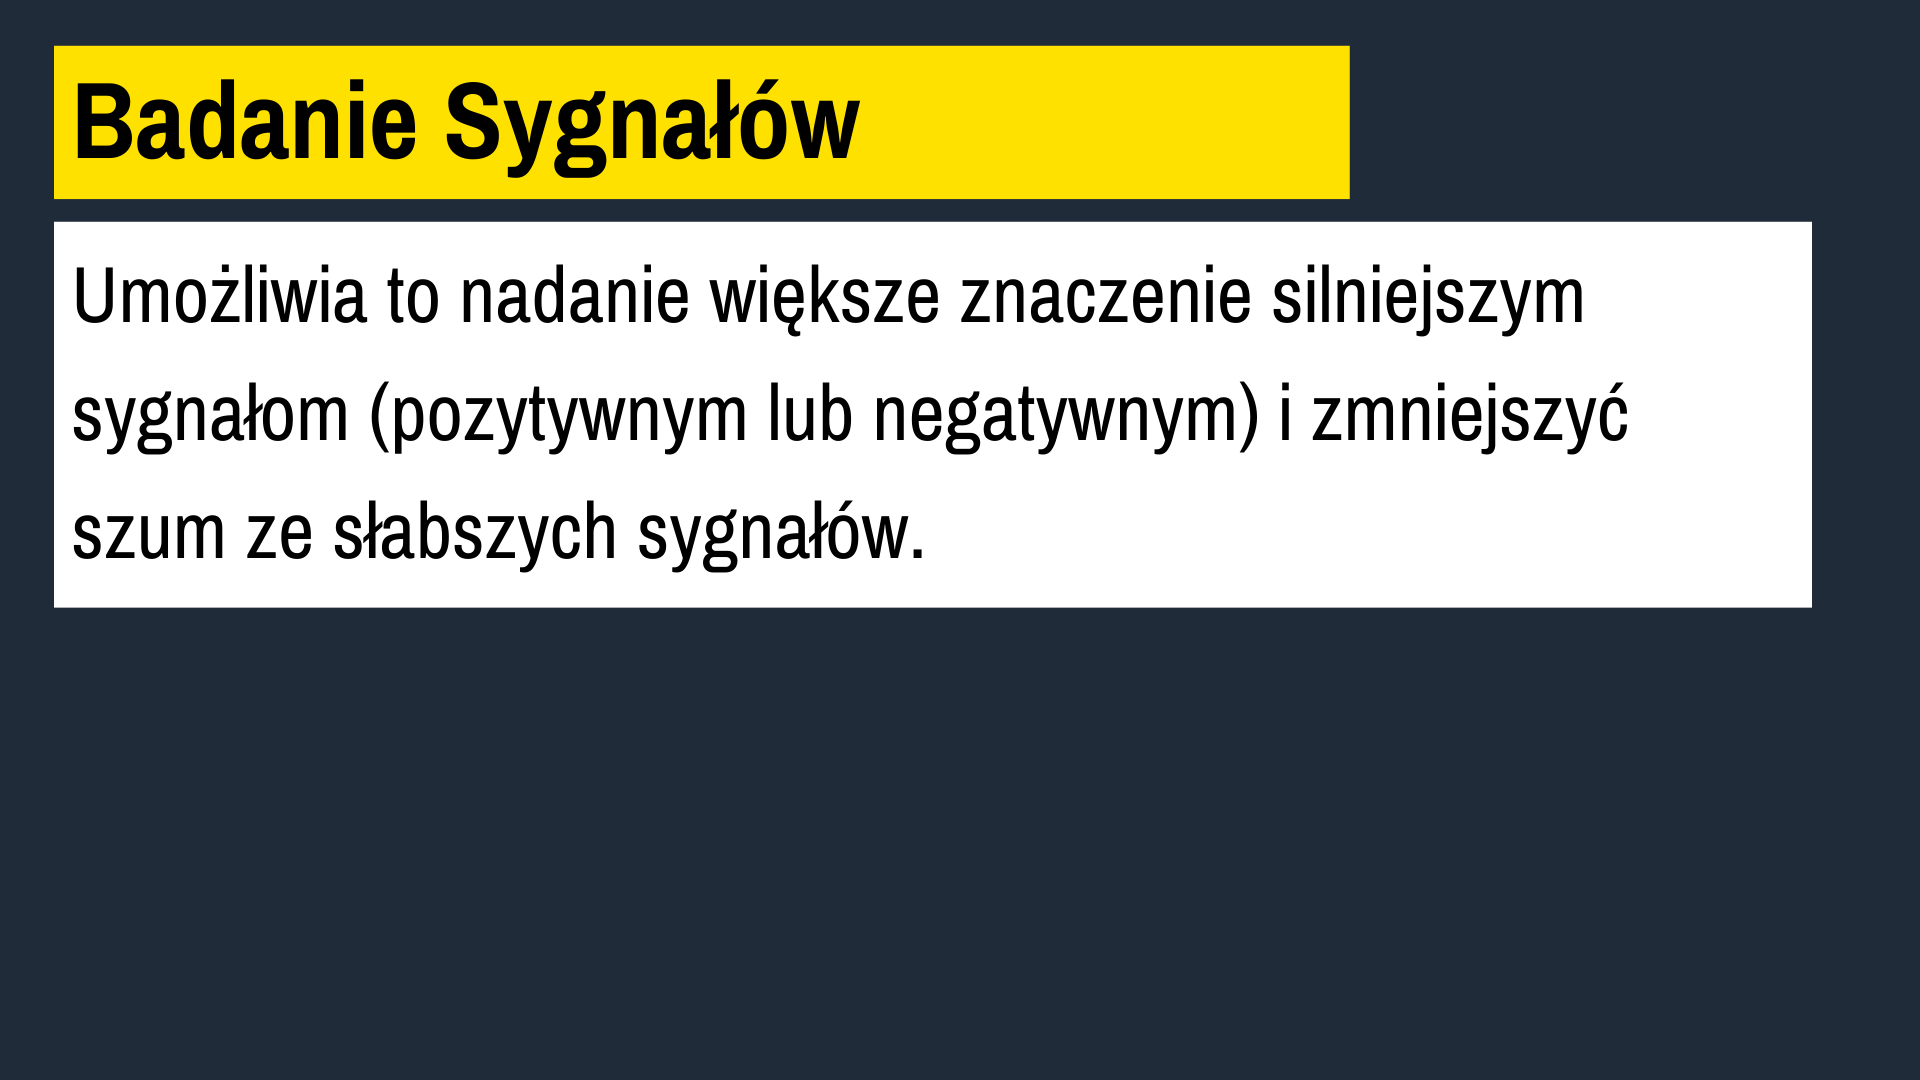 Badanie Sygnałów
Umożliwia to nadanie większe znaczenie silniejszym
sygnałom (pozytywnym lub negatywnym) i zmniejszyć
szum ze słabszych sygnałów.